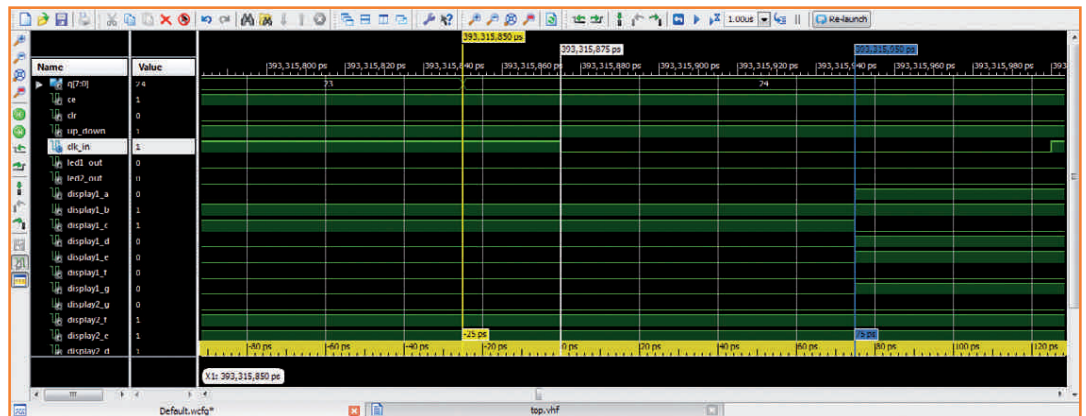 1.00us
Re-launch
393,315,850 ps
393,315,875 ps
393,315,950 ps
Name
Value
393,315,800 ps
393,315,820 ps
393,315,840 ps
393,315,860 ps
393,315,880 ps
393,315,900 ps
393,315,920 ps
393,315,940 ps
393,315,960 ps
393,315,980 ps
393
q[7:0] 24 23 24
ce 1
clr 0
up_down 1
clk_in 1
led1_out 0
led2_out 0
display1_a 0
display1_b 1
display1_c 1
display1_d 0
display1_e 0
display1_f 0
display1_g 0
display2_g 0
display2_f 1
display2_e 1
display2_d 1
-25 ps
75 ps
-80 ps
-60 ps
-40 ps
-20 ps
0 ps
20 ps
40 ps
60 ps
80 ps
100 ps
120 ps
X1: 393,315,850 ps
Default.wcfg*
top.vhf